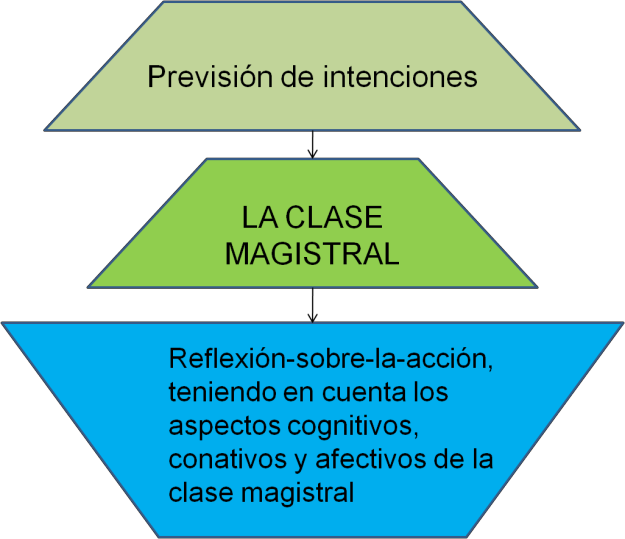 Previsión de intenciones
LA CLASE
MAGISTRAL
Reflexión-sobre-la-acción,
teniendo en cuenta los
aspectos cognitivos,
conativos y afectivos de la
clase magistral